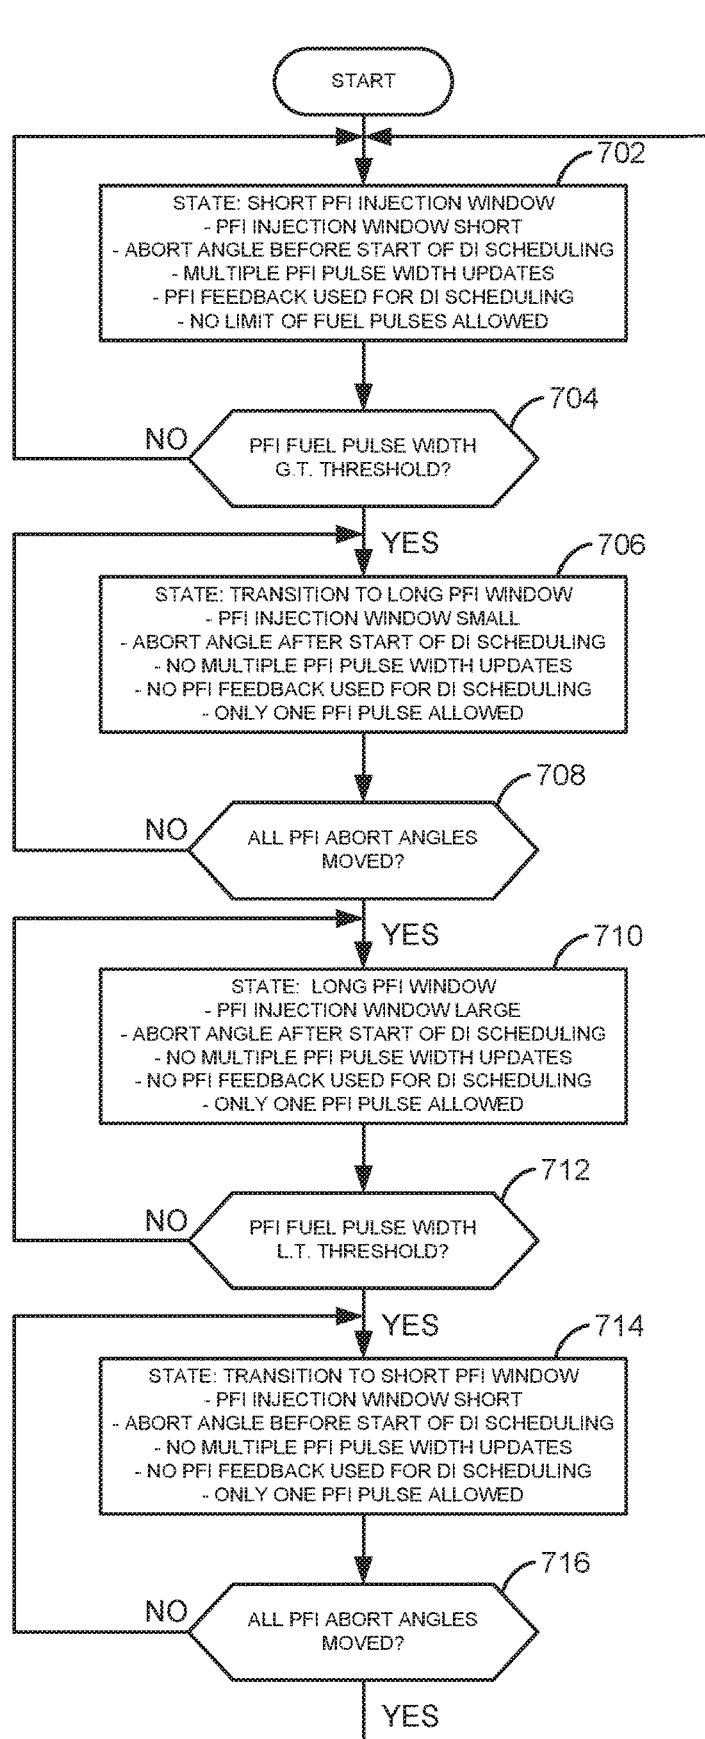 START
702
STATE: SHORT PFI INJECTION WINDOW
- PFI INJECTION WINDOW SHORT
- ABORT ANGLE BEFORE START OF DI SCHEDULING
- MULTIPLE PFI PULSE WIDTH UPDATES
- PFI FEEDBACK USED FOR DI SCHEDULING
- NO LIMIT OF FUEL PULSES ALLOWED
704
NO
PFI FUEL PULSE WIDTH
G.T. THRESHOLD?
YES
706
STATE: TRANSITION TO LONG PFI WINDOW
- PFI INJECTION WINDOW SMALL
- ABORT ANGLE AFTER START OF DI SCHEDULING
- NO MULTIPLE PFI PULSE WIDTH UPDATES
- NO PFI FEEDBACK USED FOR DI SCHEDULING
- ONLY ONE PFI PULSE ALLOWED
708
NO
ALL PFI ABORT ANGLES
MOVED?
YES
710
STATE: LONG PFI WINDOW
- PFI INJECTION WINDOW LARGE
- ABORT ANGLE AFTER START OF DI SCHEDULING
- NO MULTIPLE PFI PULSE WIDTH UPDATES
- NO PFI FEEDBACK USED FOR DI SCHEDULING
- ONLY ONE PFI PULSE ALLOWED
712
NO
PFI FUEL PULSE WIDTH
L.T. THRESHOLD?
YES
714
STATE: TRANSITION TO SHORT PFI WINDOW
- PFI INJECTION WINDOW SHORT
- ABORT ANGLE BEFORE START OF DI SCHEDULING
- NO MULTIPLE PFI PULSE WIDTH UPDATES
- NO PFI FEEDBACK USED FOR DI SCHEDULING
- ONLY ONE PFI PULSE ALLOWED
716
NO
ALL PFI ABORT ANGLES
MOVED?
YES